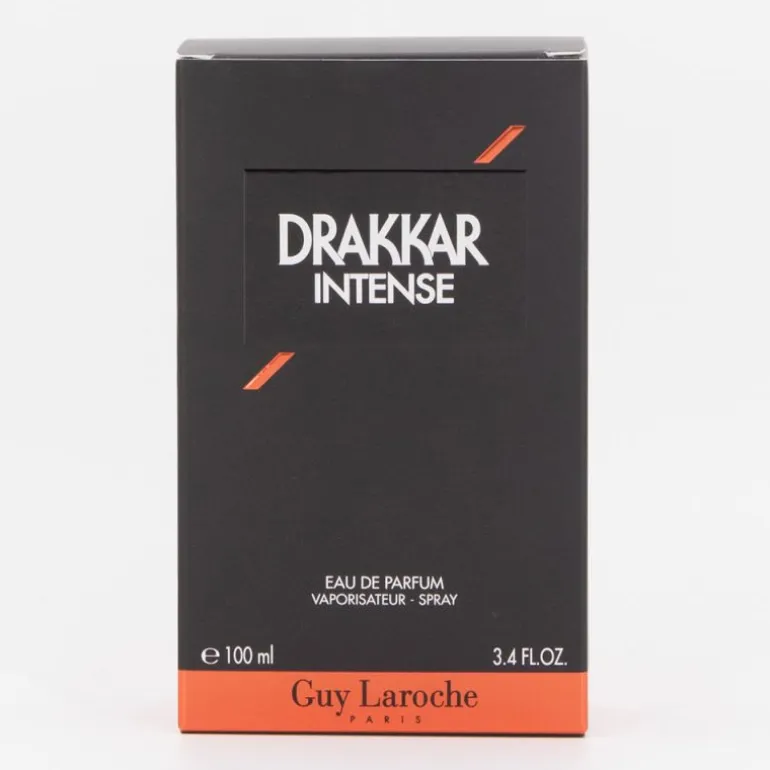 DRAKKAR
INTENSE
EAU DE PARFUM
VAPORISATEUR - SPRAY
℮ 100 ml 3.4 FL.OZ.
Guy Laroche
PARIS